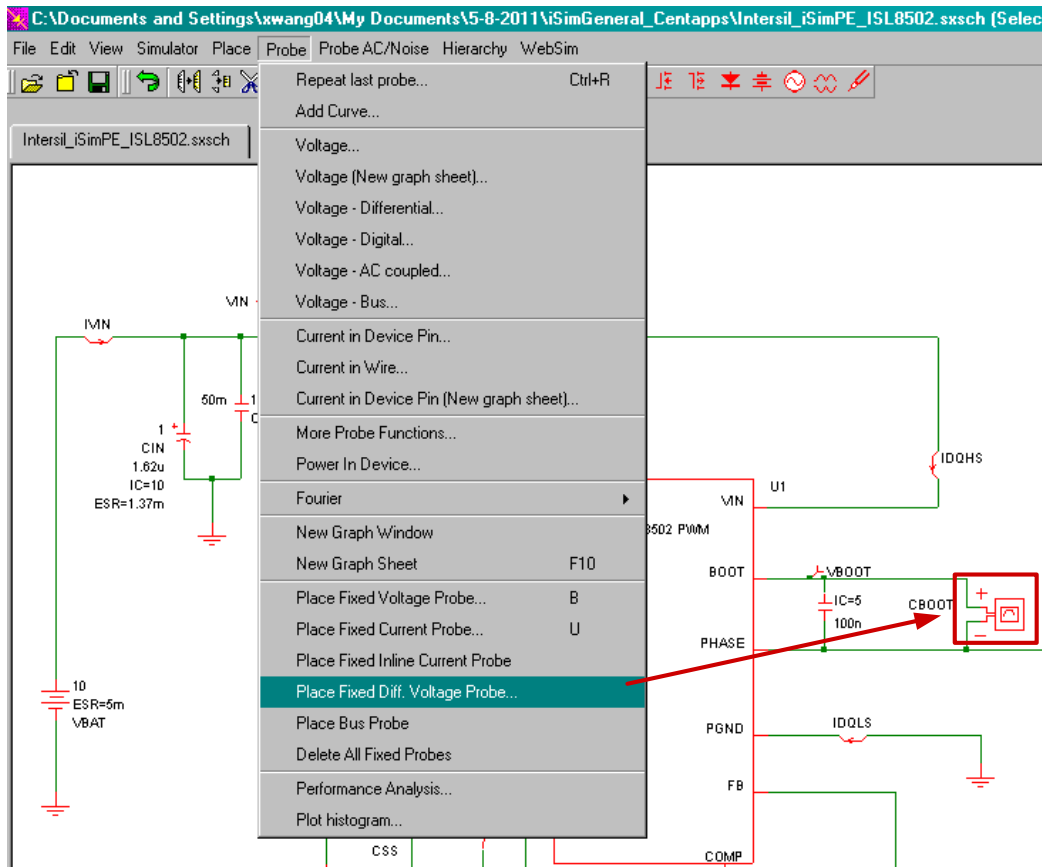 C:\Documents and Settings\xwang04\My Documents\5-8-2011\iSimGeneral_Centapps\Intersil_iSimPE_ISL8502.sxsch (Selec
File Edit View Simulator Place Probe Probe AC/Noise Hierarchy WebSim
Intersil_iSimPE_ISL8502.sxsch
Repeat last probe... Ctrl+R
Add Curve...
Voltage...
Voltage (New graph sheet)...
Voltage - Differential...
Voltage - Digital...
Voltage - AC coupled...
Voltage - Bus...
Current in Device Pin...
Current in Wire...
Current in Device Pin (New graph sheet)...
More Probe Functions...
Power In Device...
Fourier
New Graph Window
New Graph Sheet F10
Place Fixed Voltage Probe... B
Place Fixed Current Probe... U
Place Fixed Inline Current Probe
Place Fixed Diff. Voltage Probe...
Place Bus Probe
Delete All Fixed Probes
Performance Analysis...
Plot histogram...
VIN
IVIN
50m
1
CIN
1.62u
IC=10
ESR=1.37m
10
ESR=5m
VBAT
CSS
IDQHS
U1
VIN
8502 PWM
BOOT
VBOOT
IC=5
100n
CBOOT
PHASE
PGND
IDQLS
FB
COMP